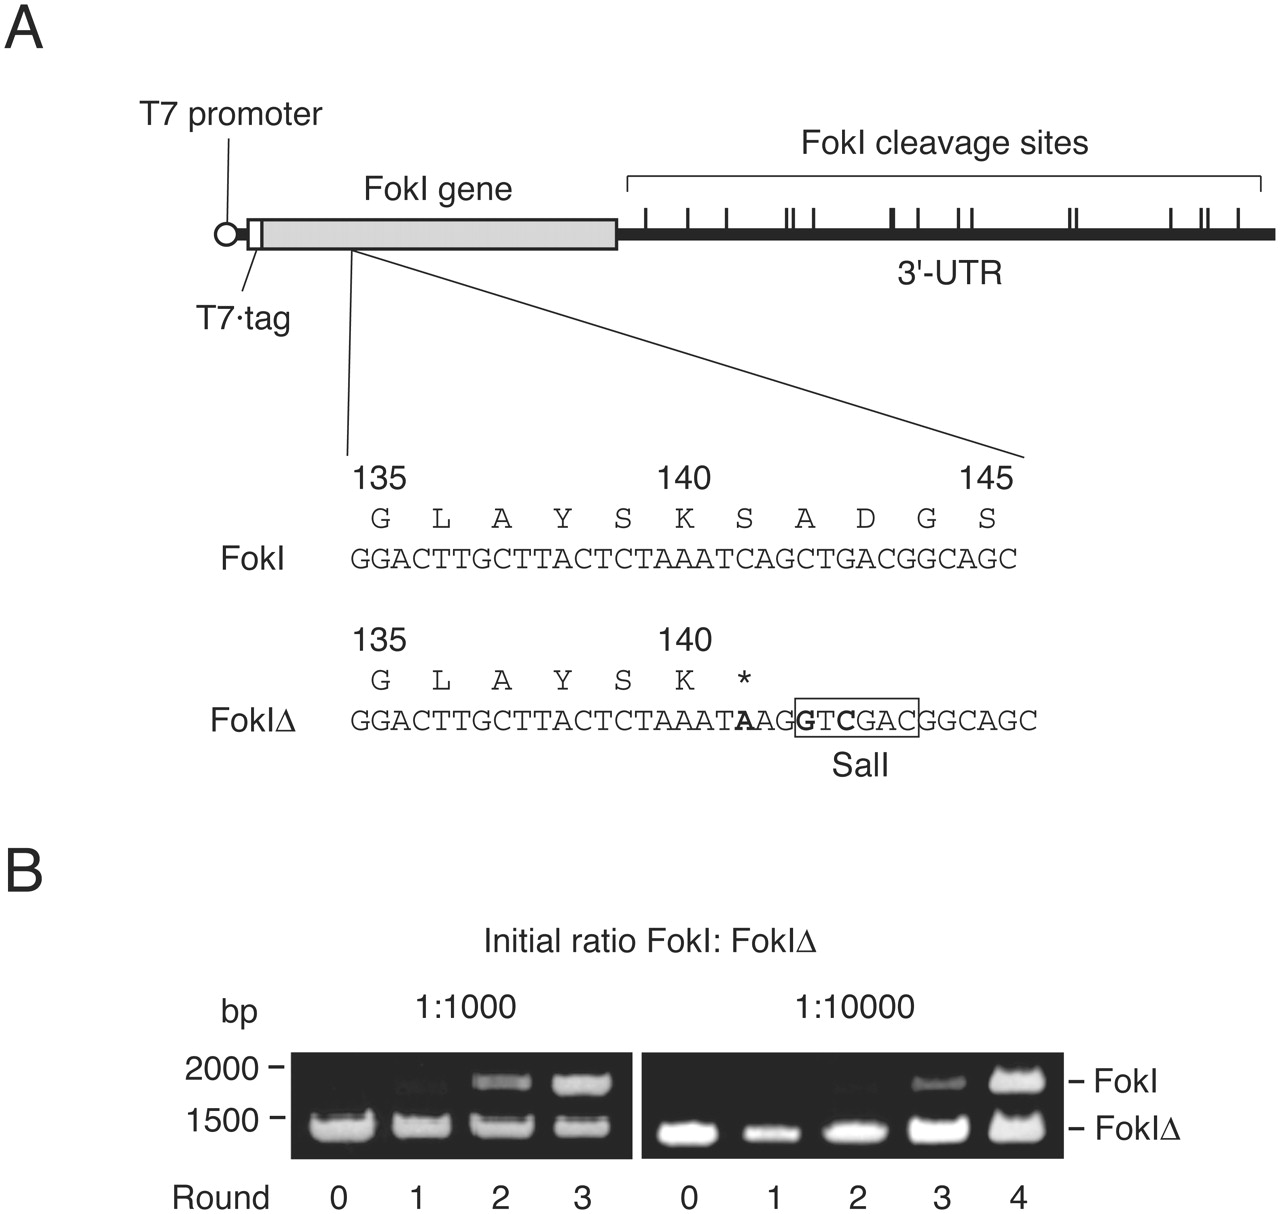 A
T7 promoter
FokI cleavage sites
FokI gene
3'-UTR
T7·tag
135 140 145
G L A Y S K S A D G S
FokI GGACTTGCTTACTCTAAATCAGCTGACGGCAGC
135 140
G L A Y S K *
FokIΔ GGACTTGCTTACTCTAAATAAGGTCGACGGCAGC
SalI
B
Initial ratio FokI: FokIΔ
bp 1:1000 1:10000
2000 FokI
1500 FokIΔ
Round 0 1 2 3 0 1 2 3 4